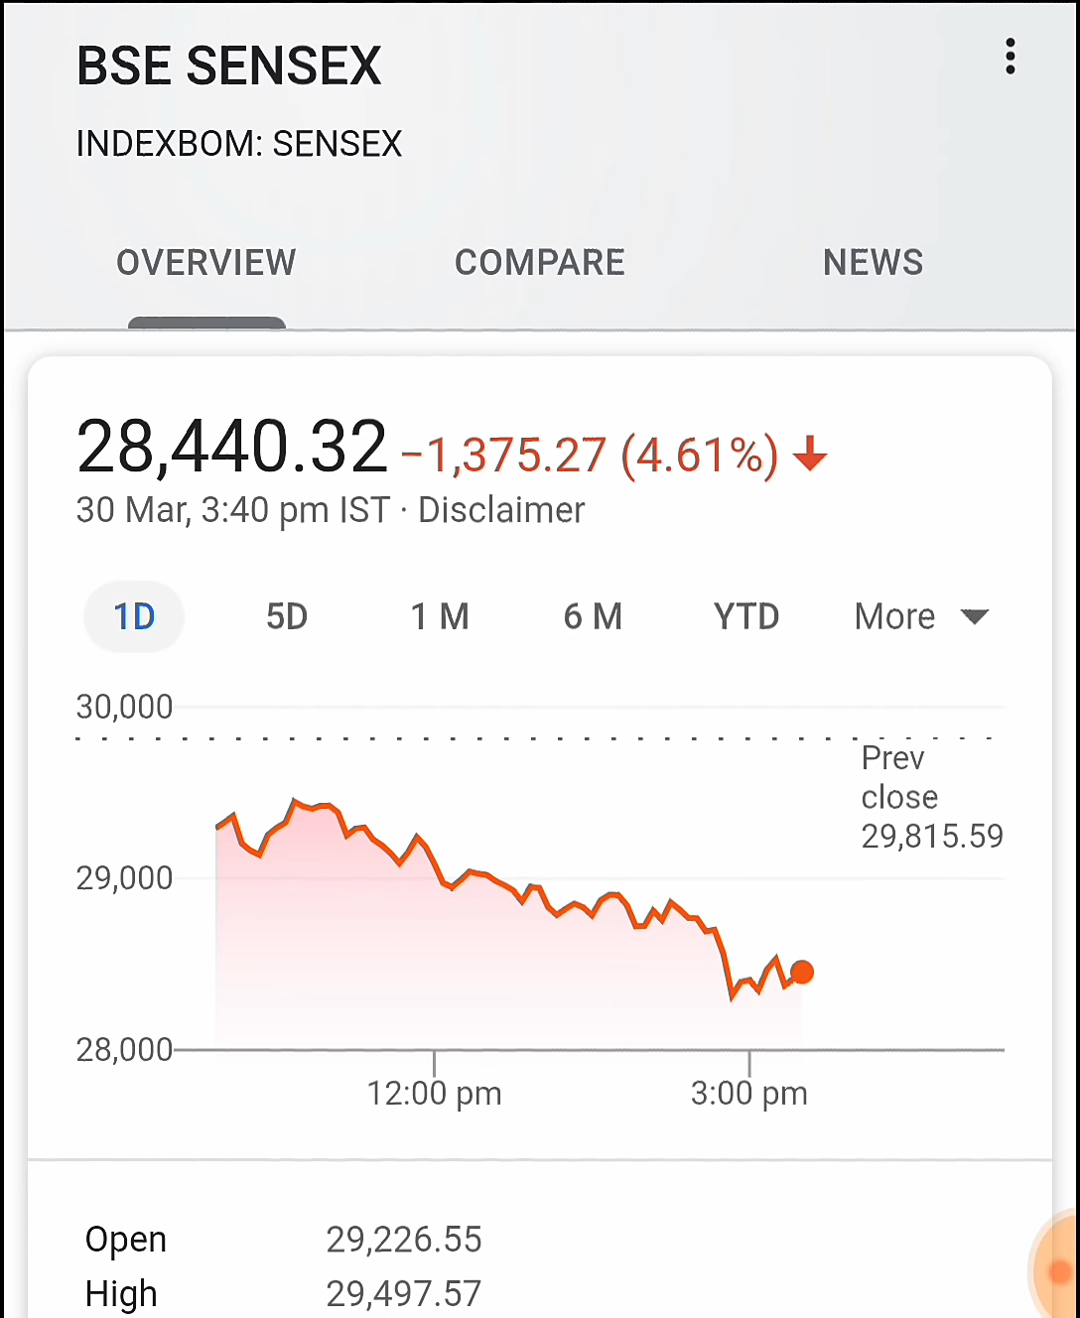 BSE SENSEX
INDEXBOM: SENSEX
OVERVIEW COMPARE NEWS
28,440.32 −1,375.27 (4.61%)
30 Mar, 3:40 pm IST · Disclaimer
1D 5D 1 M 6 M YTD More
30,000
Prev
close
29,815.59
29,000
28,000
12:00 pm 3:00 pm
Open 29,226.55
High 29,497.57